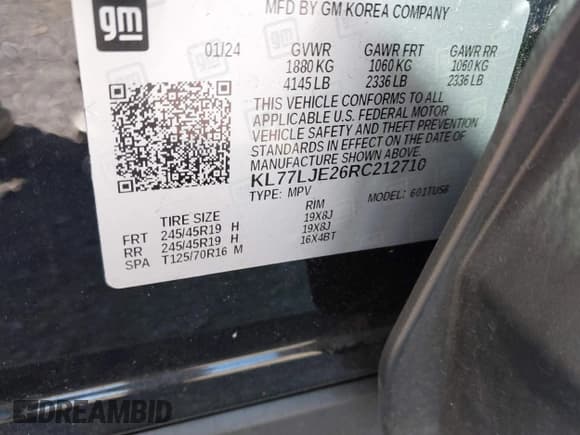 gm
MFD BY GM KOREA COMPANY
01/24 GVWR GAWR FRT GAWR RR
1880 KG 1060 KG 1060 KG
4145 LB 2336 LB 2336 LB
THIS VEHICLE CONFORMS TO ALL
APPLICABLE U.S. FEDERAL MOTOR
VEHICLE SAFETY AND THEFT PREVENTION
STANDARDS IN EFFECT ON THE DATE OF
MANUFACTURE SHOWN ABOVE.
KL77LJE26RC212710
TYPE: MPV MODEL: 601TU58
TIRE SIZE RIM
FRT 245/45R19 H 19X8J
RR 245/45R19 H 19X8J
SPA T125/70R16 M 16X4BT
DREAMBID